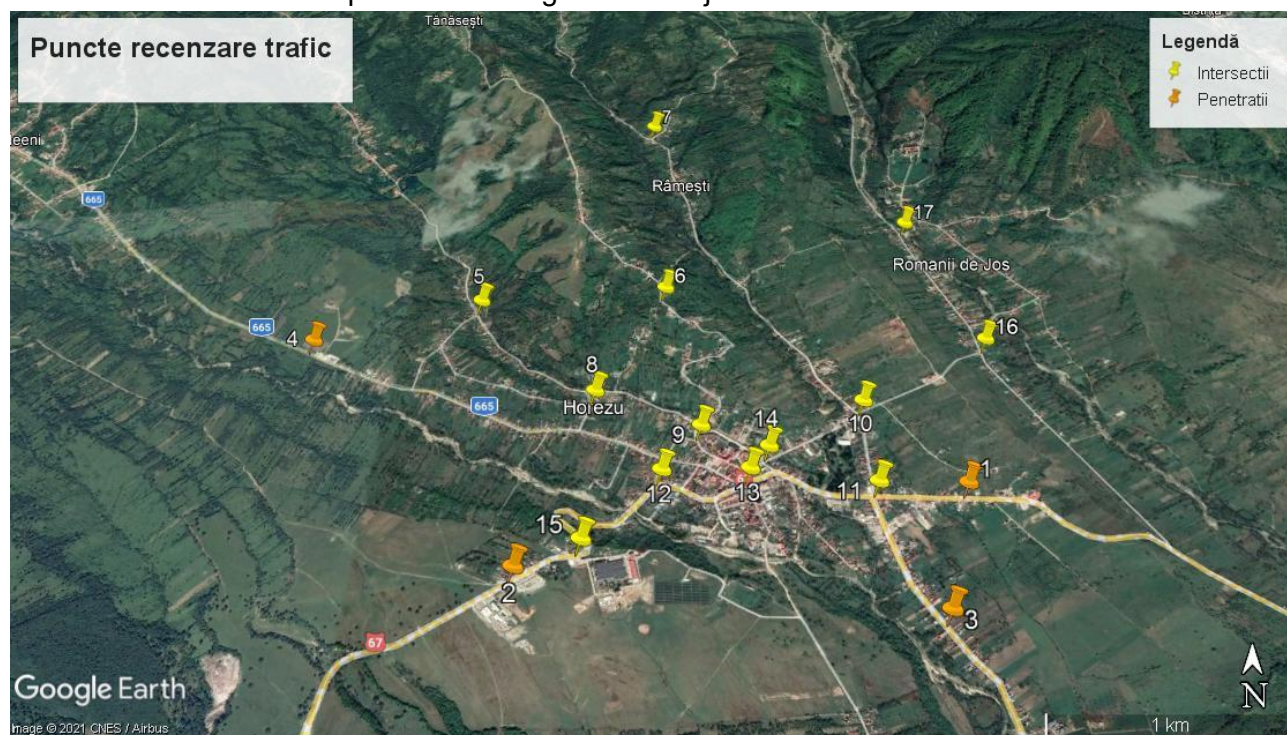 Tănăsești
Puncte recenzare trafic
Legendă
Intersectii
Penetratii
7
eeni
665
Râmești
17
Romanii de Jos
5
6
665
4
16
8
Horezu
665
10
14
9
1
12
13
11
15
2
3
67
Google Earth
N
Image © 2021 CNES / Airbus
1 km